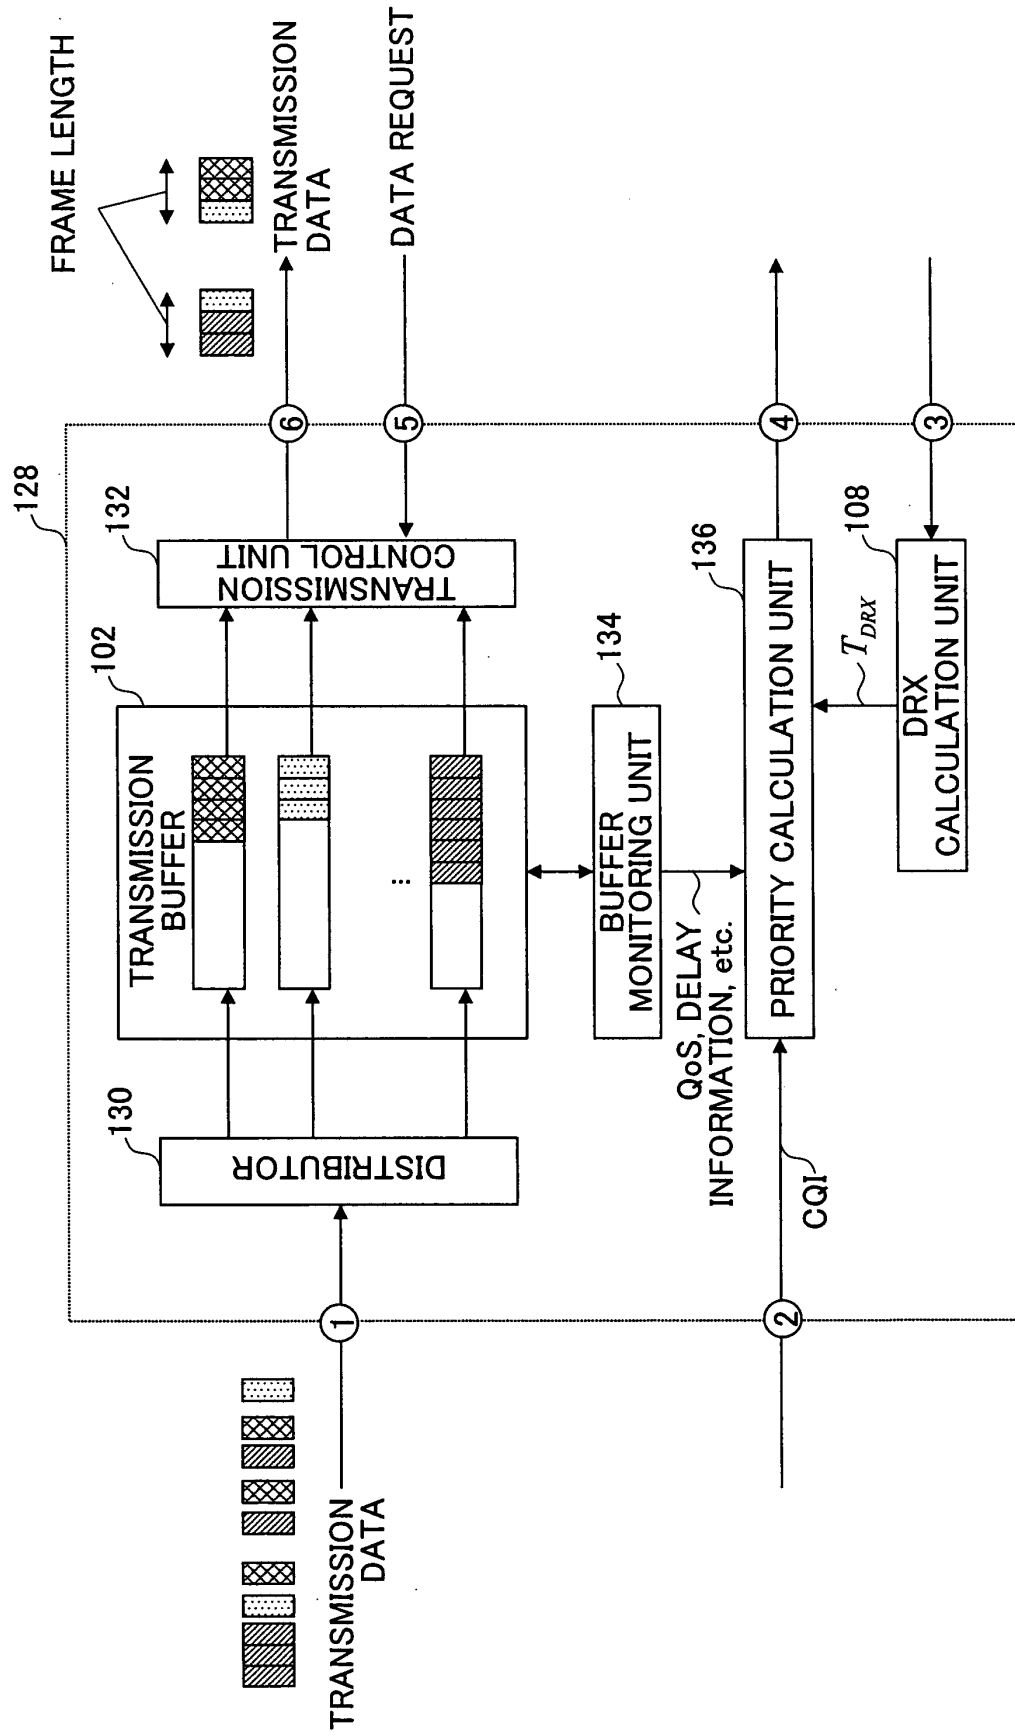 128
FRAME LENGTH
TRANSMISSION
DATA
DATA REQUEST
6
5
132
TRANSMISSION
CONTROL UNIT
102
TRANSMISSION
BUFFER
...
130
DISTRIBUTOR
1
TRANSMISSION
DATA
134
BUFFER
MONITORING UNIT
QoS, DELAY
INFORMATION, etc.
136
PRIORITY CALCULATION UNIT
4
2
CQI
T_DRX
108
DRX
CALCULATION UNIT
3